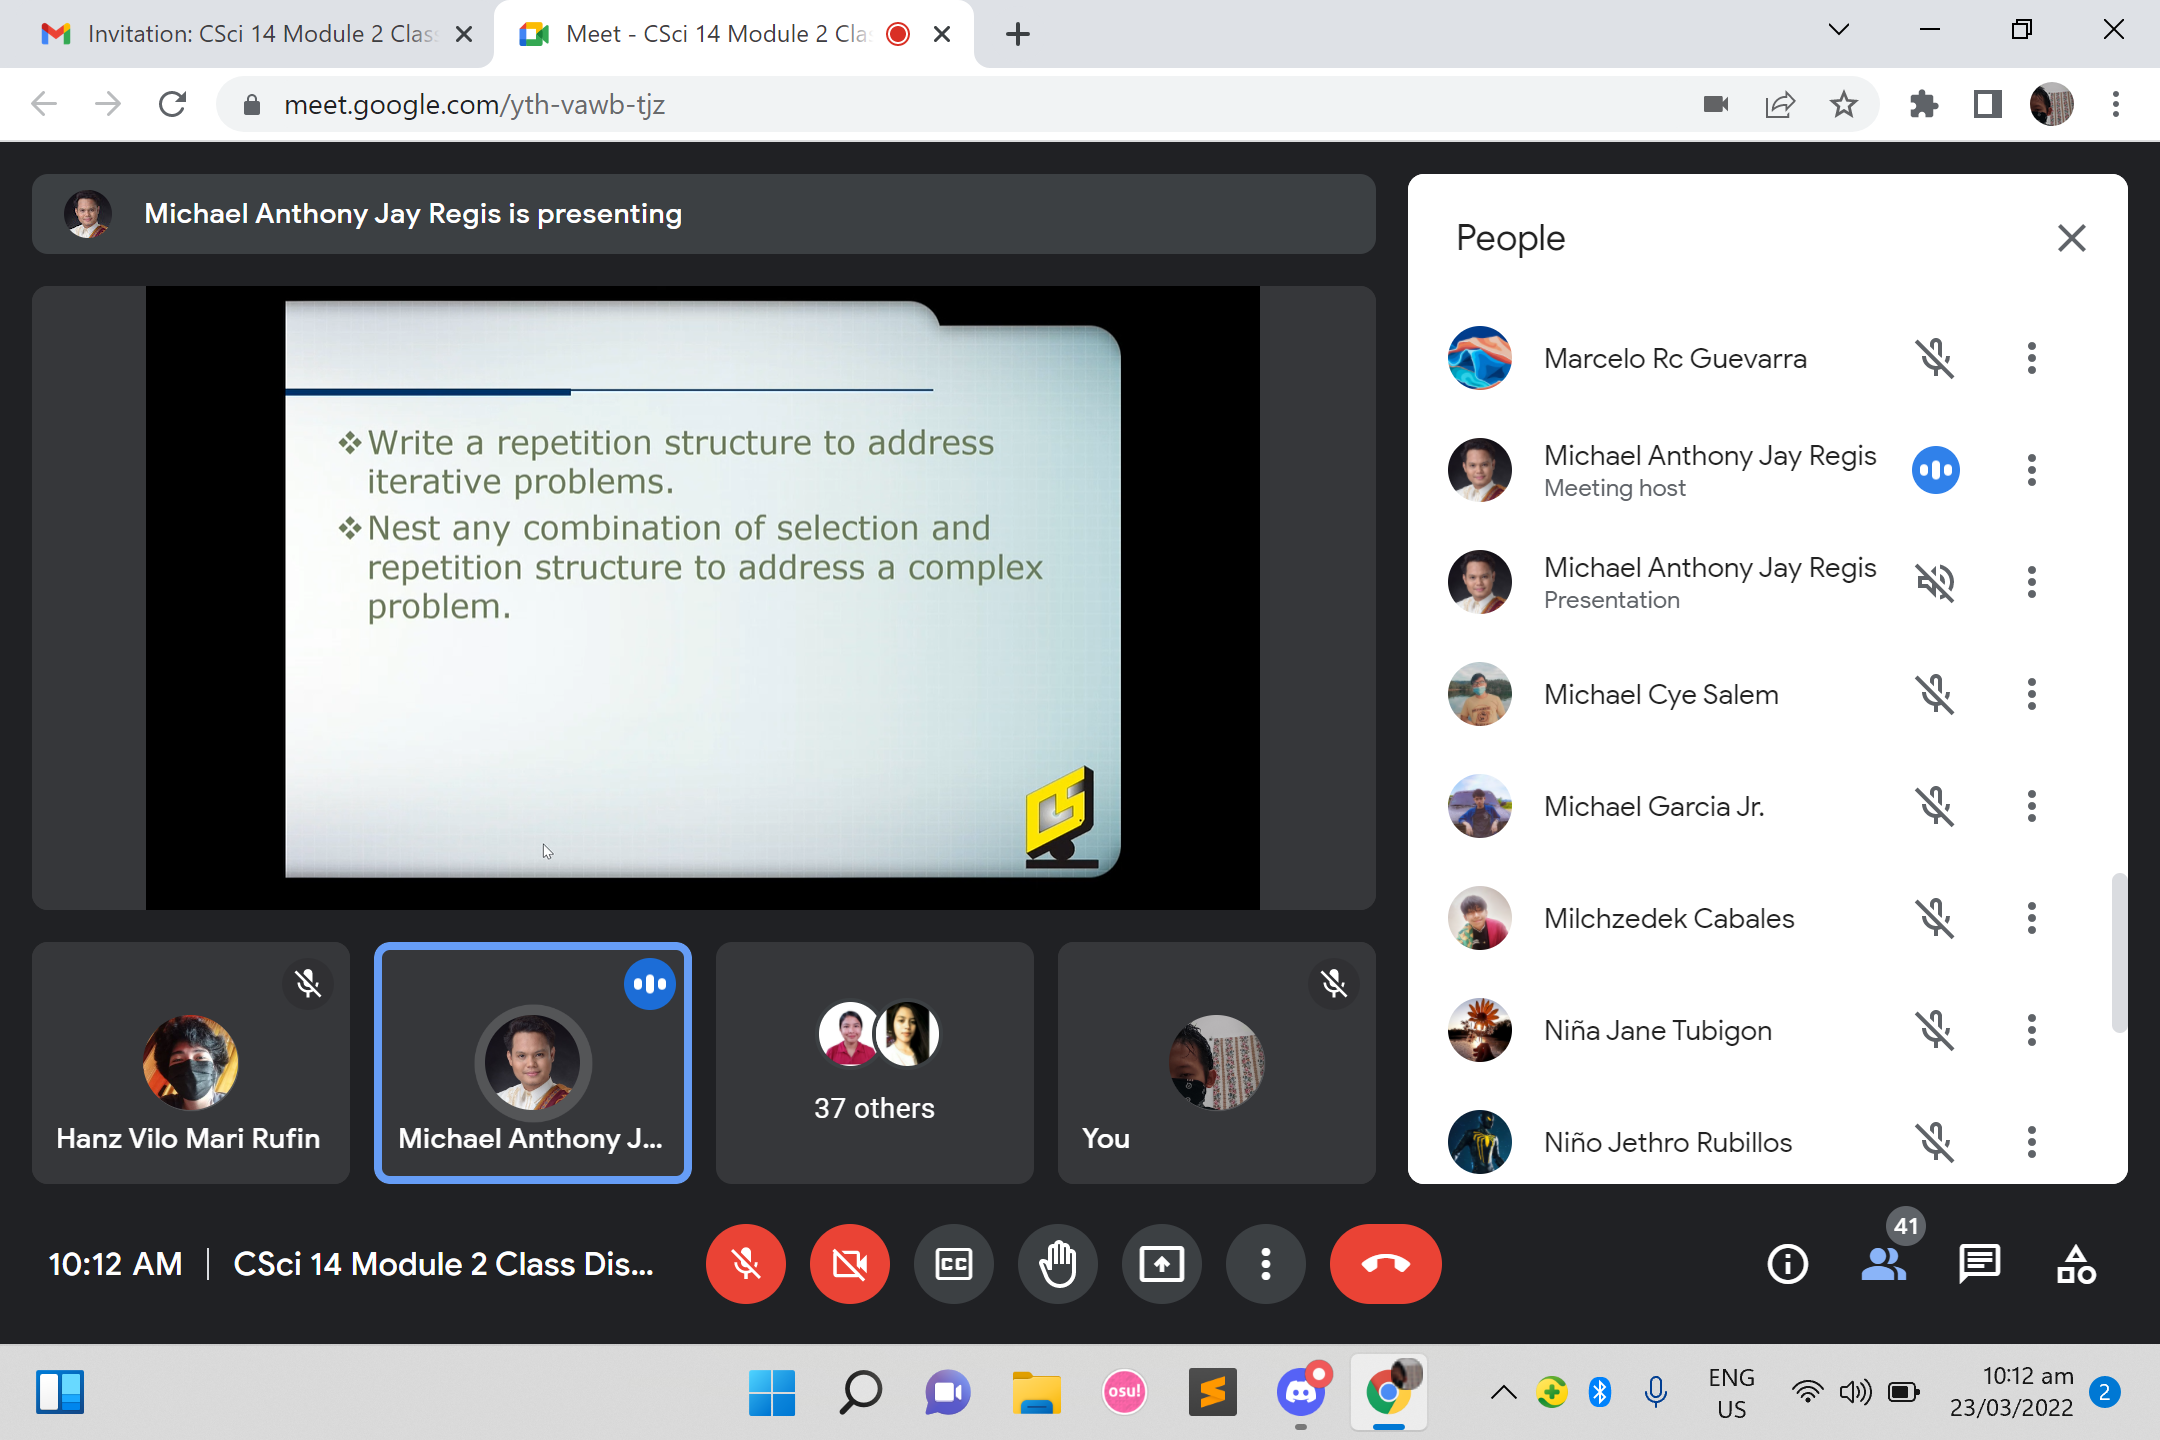 Invitation: CSci 14 Module 2 Clas
Meet - CSci 14 Module 2 Cla
meet.google.com/yth-vawb-tjz
Michael Anthony Jay Regis is presenting
❖Write a repetition structure to address
iterative problems.
❖Nest any combination of selection and
repetition structure to address a complex
problem.
Hanz Vilo Mari Rufin
Michael Anthony J...
37 others
You
People
Marcelo Rc Guevarra
Michael Anthony Jay Regis
Meeting host
Michael Anthony Jay Regis
Presentation
Michael Cye Salem
Michael Garcia Jr.
Milchzedek Cabales
Niña Jane Tubigon
Niño Jethro Rubillos
10:12 AM | CSci 14 Module 2 Class Dis...
CC
41
osu!
ENG
US
10:12 am
23/03/2022
2